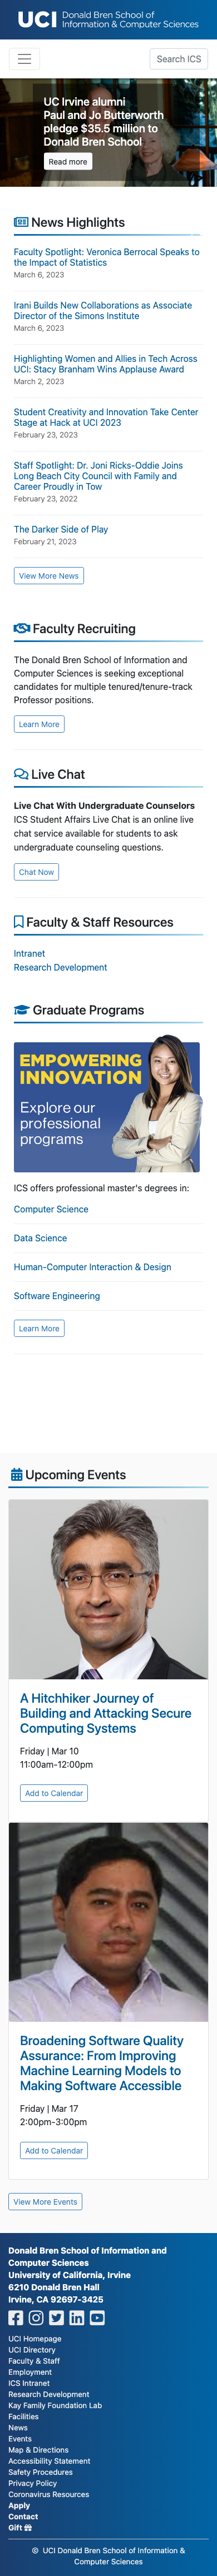 UCI Donald Bren School of
Information & Computer Sciences
Search ICS
UC Irvine alumni
Paul and Jo Butterworth
pledge $35.5 million to
Donald Bren School
Read more
News Highlights
Faculty Spotlight: Veronica Berrocal Speaks to
the Impact of Statistics
March 6, 2023
Irani Builds New Collaborations as Associate
Director of the Simons Institute
March 6, 2023
Highlighting Women and Allies in Tech Across
UCI: Stacy Branham Wins Applause Award
March 2, 2023
Student Creativity and Innovation Take Center
Stage at Hack at UCI 2023
February 23, 2023
Staff Spotlight: Dr. Joni Ricks-Oddie Joins
Long Beach City Council with Family and
Career Proudly in Tow
February 23, 2022
The Darker Side of Play
February 21, 2023
View More News
Faculty Recruiting
The Donald Bren School of Information and
Computer Sciences is seeking exceptional
candidates for multiple tenured/tenure-track
Professor positions.
Learn More
Live Chat
Live Chat With Undergraduate Counselors
ICS Student Affairs Live Chat is an online live
chat service available for students to ask
undergraduate counseling questions.
Chat Now
Faculty & Staff Resources
Intranet
Research Development
Graduate Programs
EMPOWERING
INNOVATION
Explore our
professional
programs
ICS offers professional master's degrees in:
Computer Science
Data Science
Human-Computer Interaction & Design
Software Engineering
Learn More
Upcoming Events
A Hitchhiker Journey of
Building and Attacking Secure
Computing Systems
Friday | Mar 10
11:00am-12:00pm
Add to Calendar
Broadening Software Quality
Assurance: From Improving
Machine Learning Models to
Making Software Accessible
Friday | Mar 17
2:00pm-3:00pm
Add to Calendar
View More Events
Donald Bren School of Information and
Computer Sciences
University of California, Irvine
6210 Donald Bren Hall
Irvine, CA 92697-3425
UCI Homepage
UCI Directory
Faculty & Staff
Employment
ICS Intranet
Research Development
Kay Family Foundation Lab
Facilities
News
Events
Map & Directions
Accessibility Statement
Safety Procedures
Privacy Policy
Coronavirus Resources
Apply
Contact
Gift
© UCI Donald Bren School of Information &
Computer Sciences